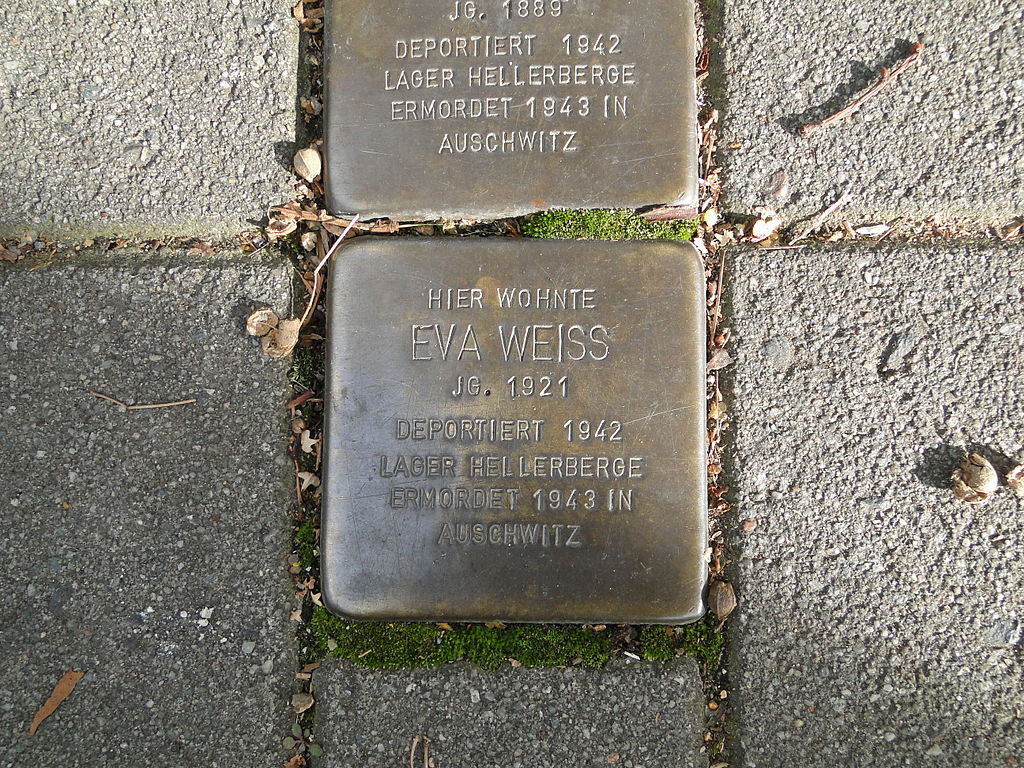 JG. 1889
DEPORTIERT 1942
LAGER HELLERBERGE
ERMORDET 1943 IN
AUSCHWITZ
HIER WOHNTE
EVA WEISS
JG. 1921
DEPORTIERT 1942
LAGER HELLERBERGE
ERMORDET 1943 IN
AUSCHWITZ